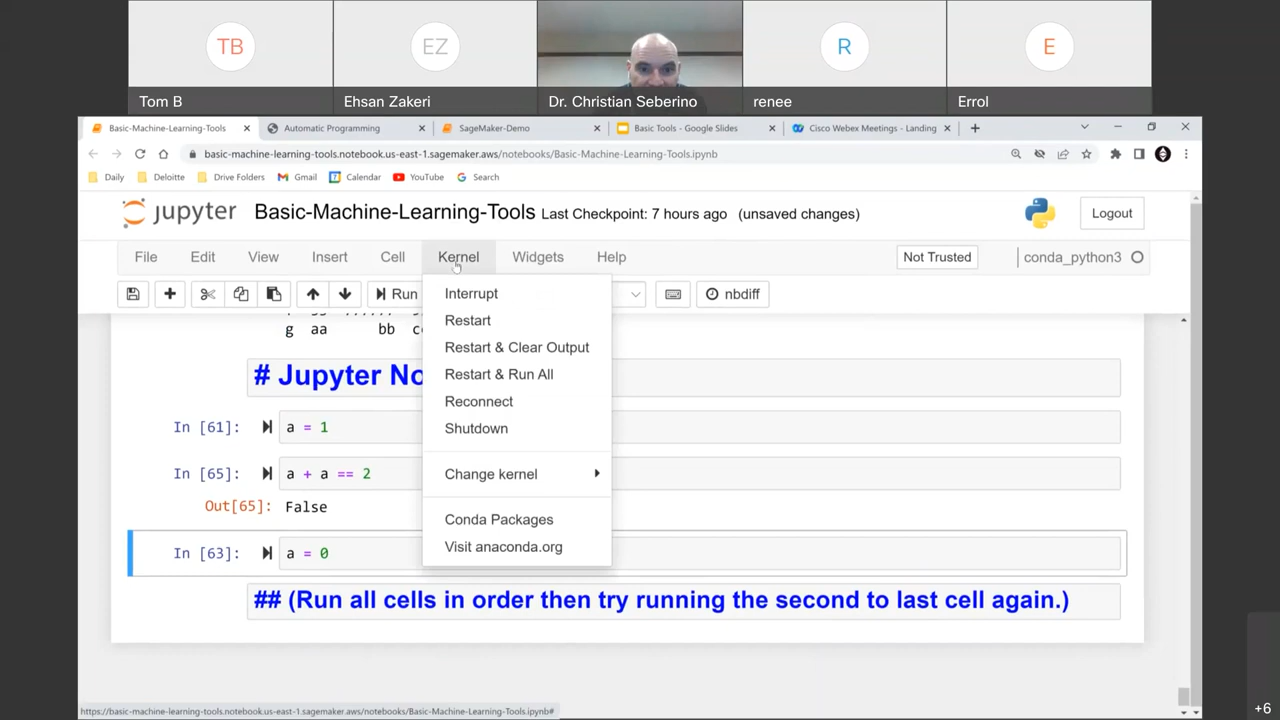 TB
EZ
R
E
Tom B
Ehsan Zakeri
Dr. Christian Seberino
renee
Errol
Basic-Machine-Learning-Tools
Automatic Programming
SageMaker-Demo
Basic Tools - Google Slides
Cisco Webex Meetings - Landing
basic-machine-learning-tools.notebook.us-east-1.sagemaker.aws/notebooks/Basic-Machine-Learning-Tools.ipynb
Daily
Deloitte
Drive Folders
Gmail
Calendar
YouTube
Search
jupyter
Basic-Machine-Learning-Tools Last Checkpoint: 7 hours ago (unsaved changes)
Logout
File Edit View Insert Cell Kernel Widgets Help
Not Trusted
conda_python3
Run
nbdiff
Interrupt
Restart
Restart & Clear Output
Restart & Run All
Reconnect
Shutdown
Change kernel
Conda Packages
Visit anaconda.org
g aa bb
# Jupyter
In [61]: a = 1
In [65]: a + a == 2
Out[65]: False
In [63]: a = 0
## (Run all cells in order then try running the second to last cell again.)
https://basic-machine-learning-tools.notebook.us-east-1.sagemaker.aws/notebooks/Basic-Machine-Learning-Tools.ipynb#
+6